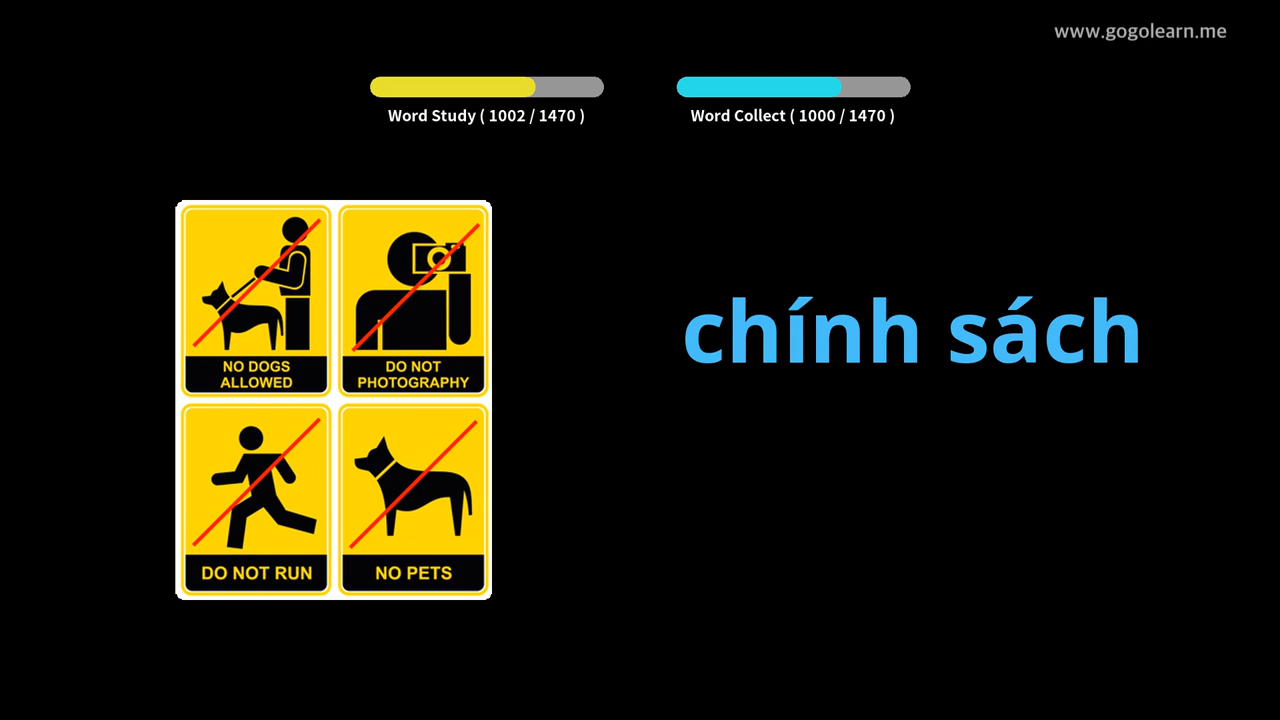 www.gogolearn.me
Word Study ( 1002 / 1470 )
Word Collect ( 1000 / 1470 )
NO DOGS
ALLOWED
DO NOT
PHOTOGRAPHY
DO NOT RUN
NO PETS
chính sách